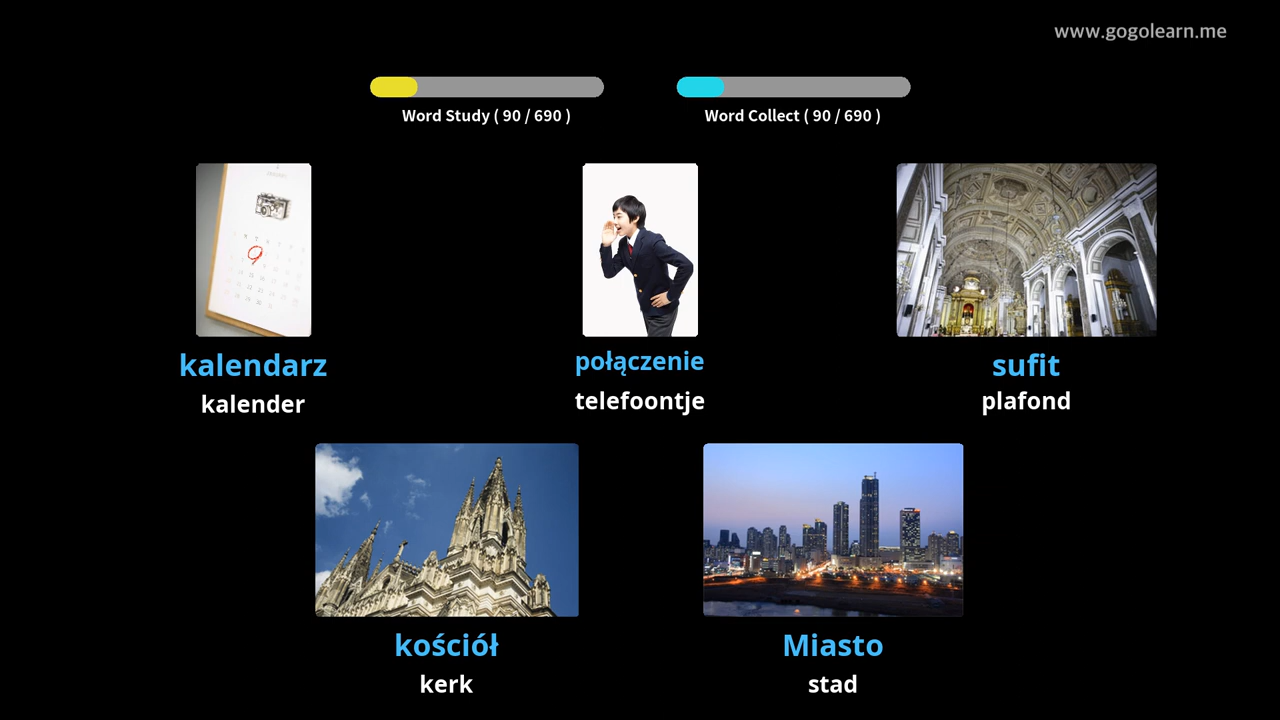 www.gogolearn.me
Word Study ( 90 / 690 )
Word Collect ( 90 / 690 )
kalendarz
kalender
połączenie
telefoontje
sufit
plafond
kościół
kerk
Miasto
stad